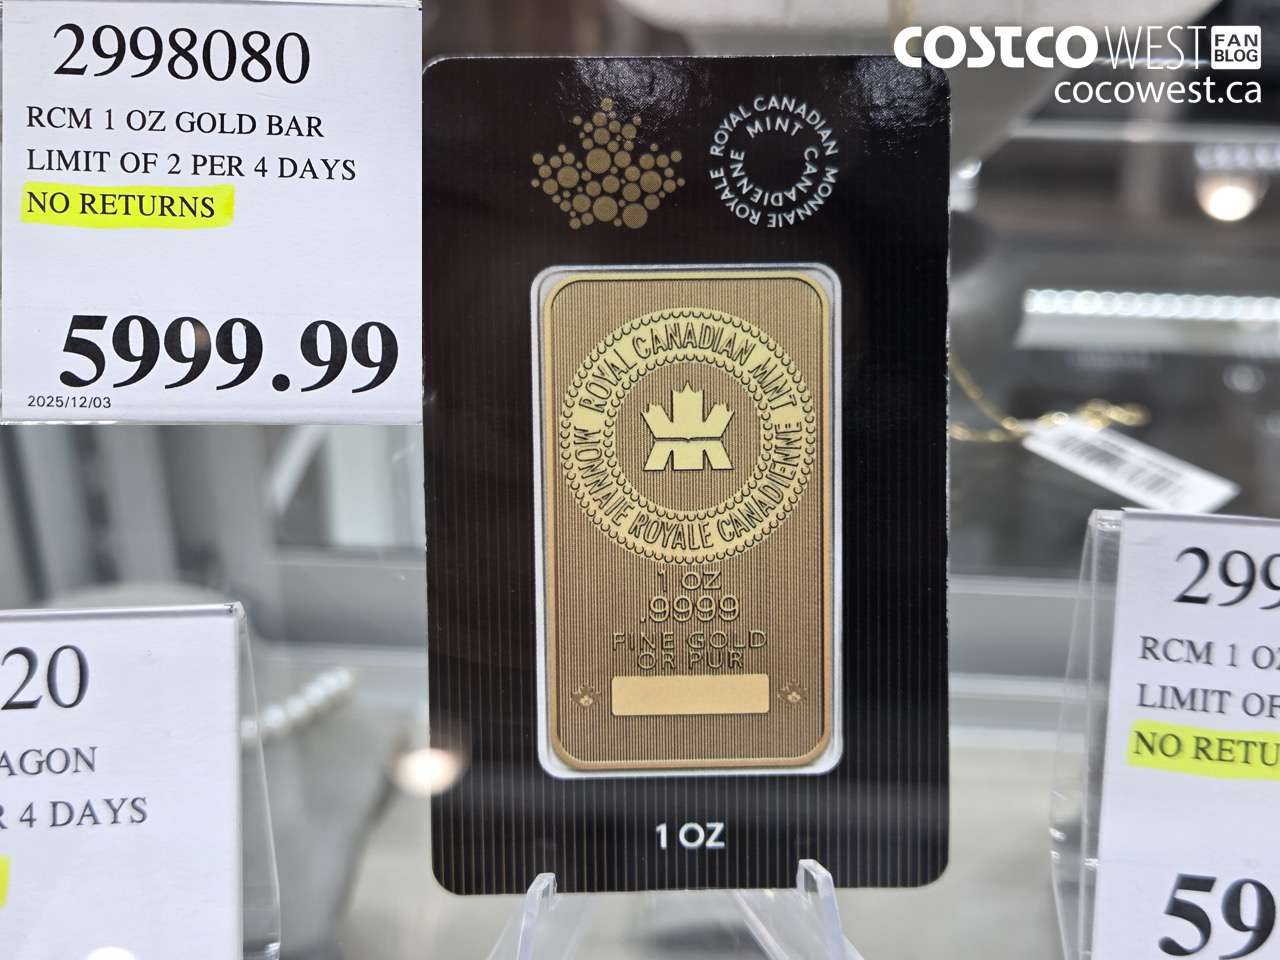 2998080
RCM 1 OZ GOLD BAR
LIMIT OF 2 PER 4 DAYS
NO RETURNS
5999.99
2025/12/03
COSTCO WEST FAN BLOG
cocowest.ca
ROYAL CANADIAN MINT
MONNAIE ROYALE CANADIENNE
ROYAL CANADIAN MINT
MONNAIE ROYALE CANADIENNE
1 OZ
.9999
FINE GOLD
OR PUR
1 OZ
20
AGON
R 4 DAYS
299
RCM 1 OZ
LIMIT OF
NO RETU
59